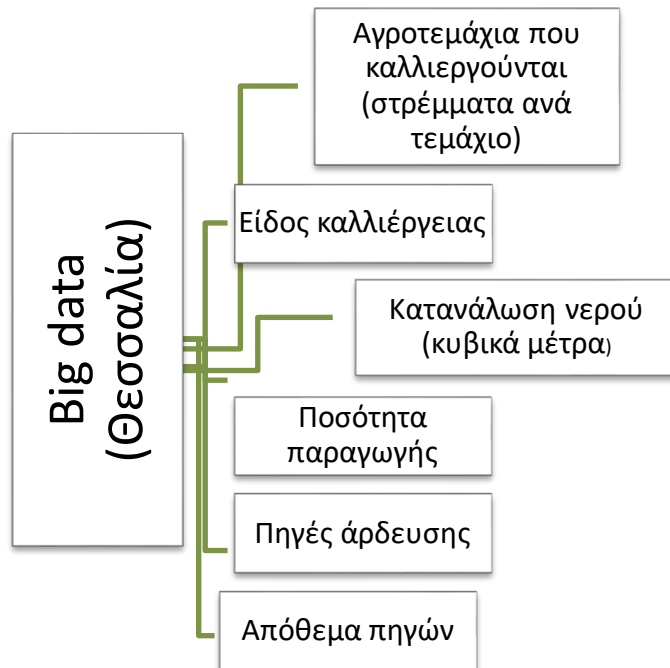 Big data
(Θεσσαλία)
Αγροτεμάχια που
καλλιεργούνται
(στρέμματα ανά
τεμάχιο)
Είδος καλλιέργειας
Κατανάλωση νερού
(κυβικά μέτρα)
Ποσότητα
παραγωγής
Πηγές άρδευσης
Απόθεμα πηγών